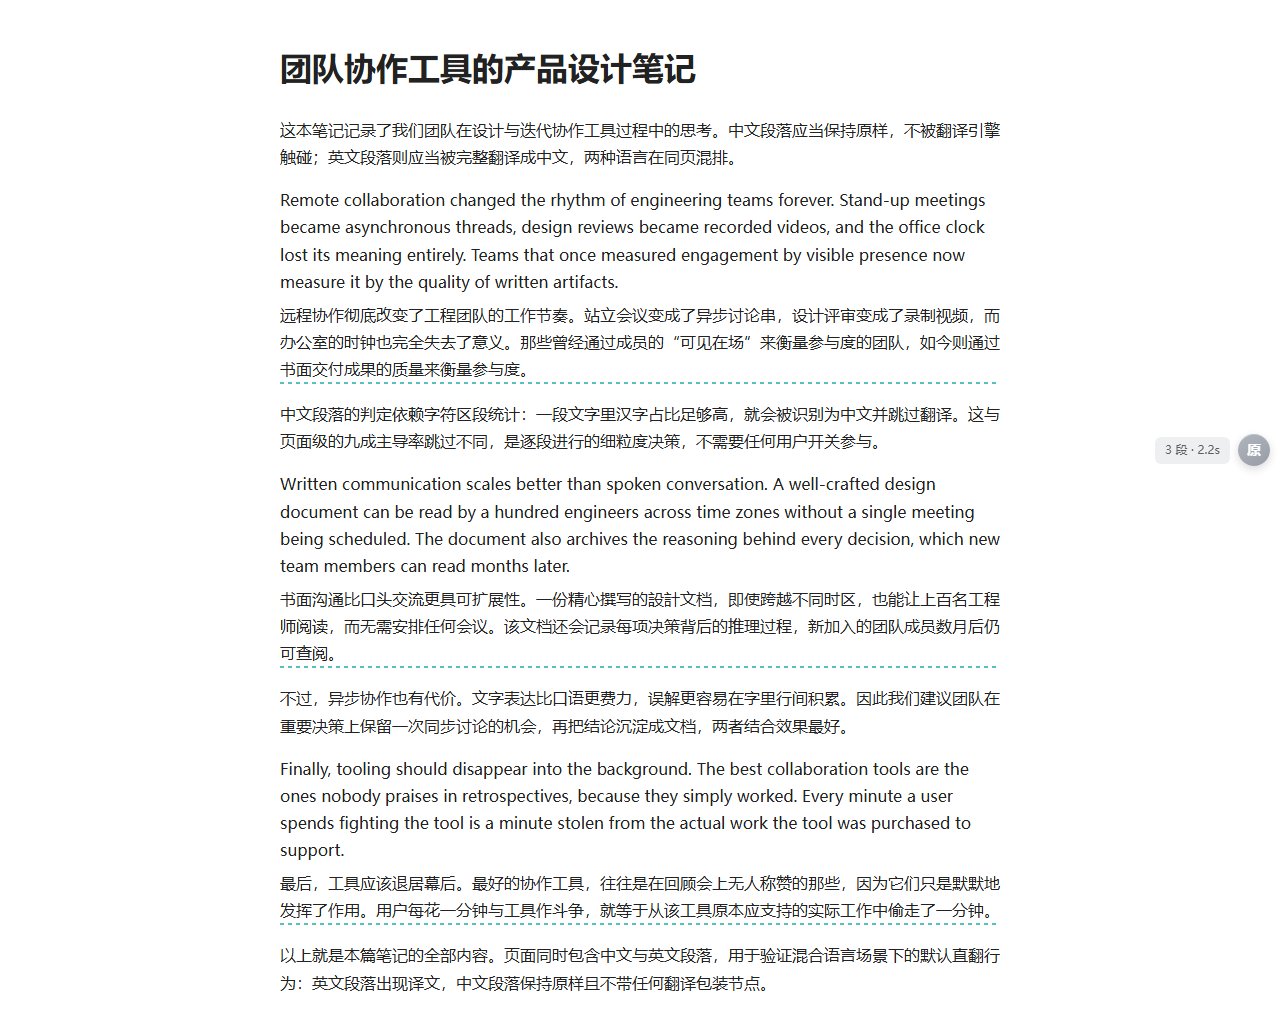 团队协作工具的产品设计笔记
这本笔记记录了我们团队在设计与迭代协作工具过程中的思考。中文段落应当保持原样，不被翻译引擎
触碰；英文段落则应当被完整翻译成中文，两种语言在同页混排。
Remote collaboration changed the rhythm of engineering teams forever. Stand-up meetings
became asynchronous threads, design reviews became recorded videos, and the office clock
lost its meaning entirely. Teams that once measured engagement by visible presence now
measure it by the quality of written artifacts.
远程协作彻底改变了工程团队的工作节奏。站立会议变成了异步讨论串，设计评审变成了录制视频，而
办公室的时钟也完全失去了意义。那些曾经通过成员的“可见在场”来衡量参与度的团队，如今则通过
书面交付成果的质量来衡量参与度。
中文段落的判定依赖字符区段统计：一段文字里汉字占比足够高，就会被识别为中文并跳过翻译。这与
页面级的九成主导率跳过不同，是逐段进行的细粒度决策，不需要任何用户开关参与。
3 段 · 2.2s
原
Written communication scales better than spoken conversation. A well-crafted design
document can be read by a hundred engineers across time zones without a single meeting
being scheduled. The document also archives the reasoning behind every decision, which new
team members can read months later.
书面沟通比口头交流更具可扩展性。一份精心撰写的設計文档，即使跨越不同时区，也能让上百名工程
师阅读，而无需安排任何会议。该文档还会记录每项决策背后的推理过程，新加入的团队成员数月后仍
可查阅。
不过，异步协作也有代价。文字表达比口语更费力，误解更容易在字里行间积累。因此我们建议团队在
重要决策上保留一次同步讨论的机会，再把结论沉淀成文档，两者结合效果最好。
Finally, tooling should disappear into the background. The best collaboration tools are the
ones nobody praises in retrospectives, because they simply worked. Every minute a user
spends fighting the tool is a minute stolen from the actual work the tool was purchased to
support.
最后，工具应该退居幕后。最好的协作工具，往往是在回顾会上无人称赞的那些，因为它们只是默默地
发挥了作用。用户每花一分钟与工具作斗争，就等于从该工具原本应支持的实际工作中偷走了一分钟。
以上就是本篇笔记的全部内容。页面同时包含中文与英文段落，用于验证混合语言场景下的默认直翻行
为：英文段落出现译文，中文段落保持原样且不带任何翻译包装节点。